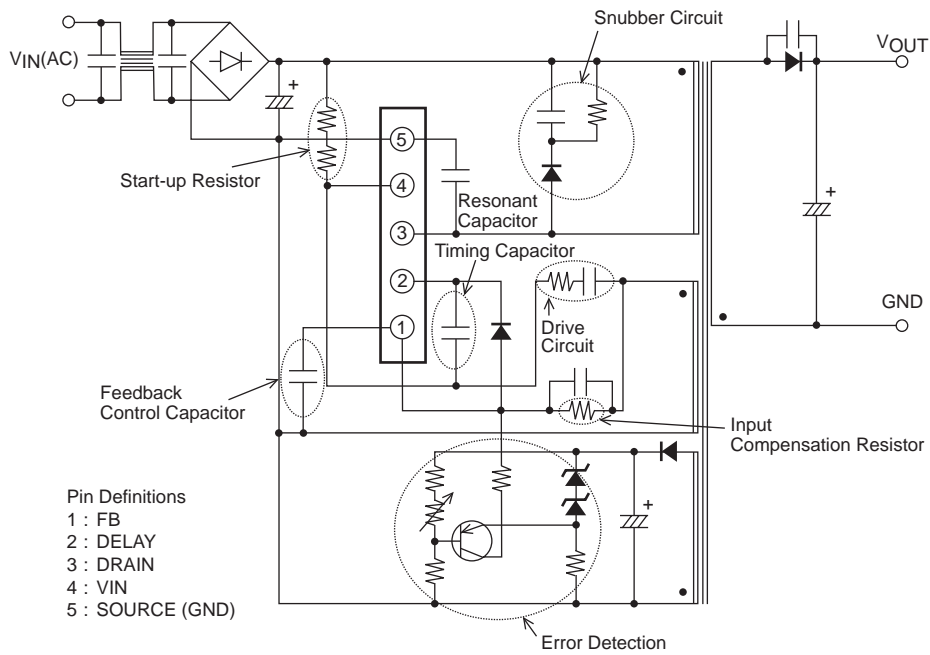 Snubber Circuit
VIN(AC)
VOUT
+
+
5
Start-up Resistor
4
Resonant
Capacitor
+
3
Timing Capacitor
2
GND
1
Drive
Circuit
Feedback
Control Capacitor
Input
Compensation Resistor
+
Pin Definitions
1 : FB
2 : DELAY
3 : DRAIN
4 : VIN
5 : SOURCE (GND)
Error Detection